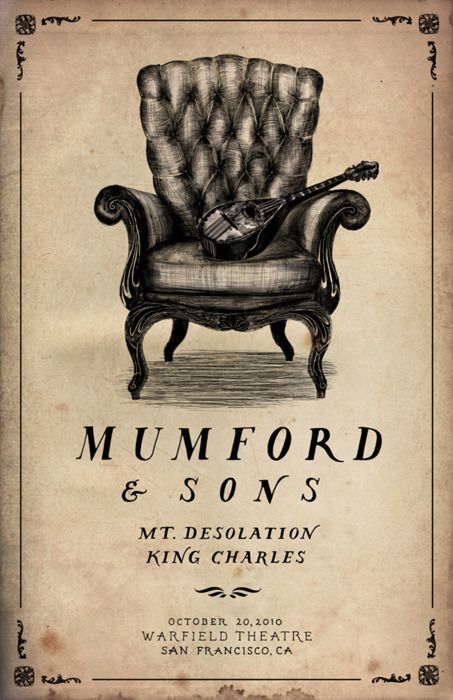 MUMFORD
& SONS
MT. DESOLATION
KING CHARLES
OCTOBER 20, 2010
WARFIELD THEATRE
SAN FRANCISCO, CA